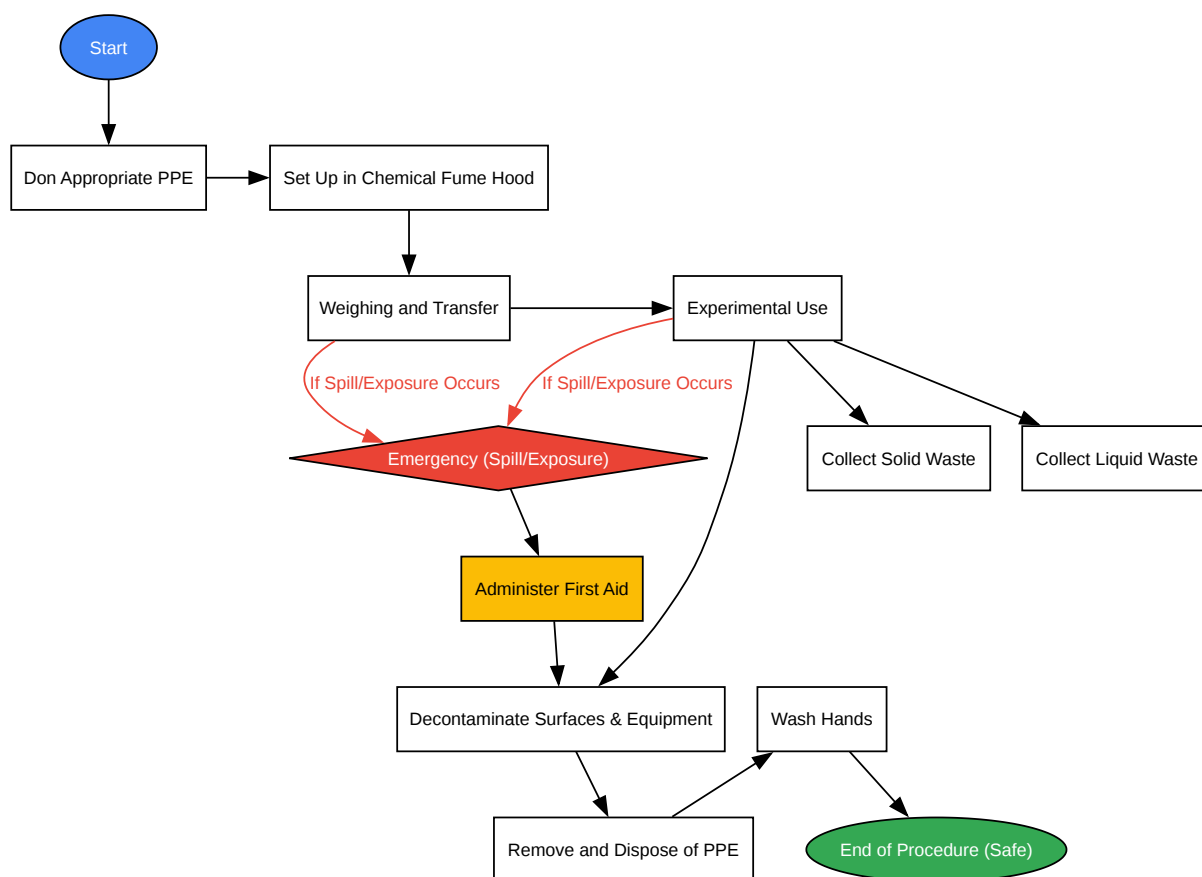 Start
Don Appropriate PPE
Set Up in Chemical Fume Hood
Weighing and Transfer
Experimental Use
If Spill/Exposure Occurs
If Spill/Exposure Occurs
Emergency (Spill/Exposure)
Collect Solid Waste
Collect Liquid Waste
Administer First Aid
Decontaminate Surfaces & Equipment
Wash Hands
Remove and Dispose of PPE
End of Procedure (Safe)